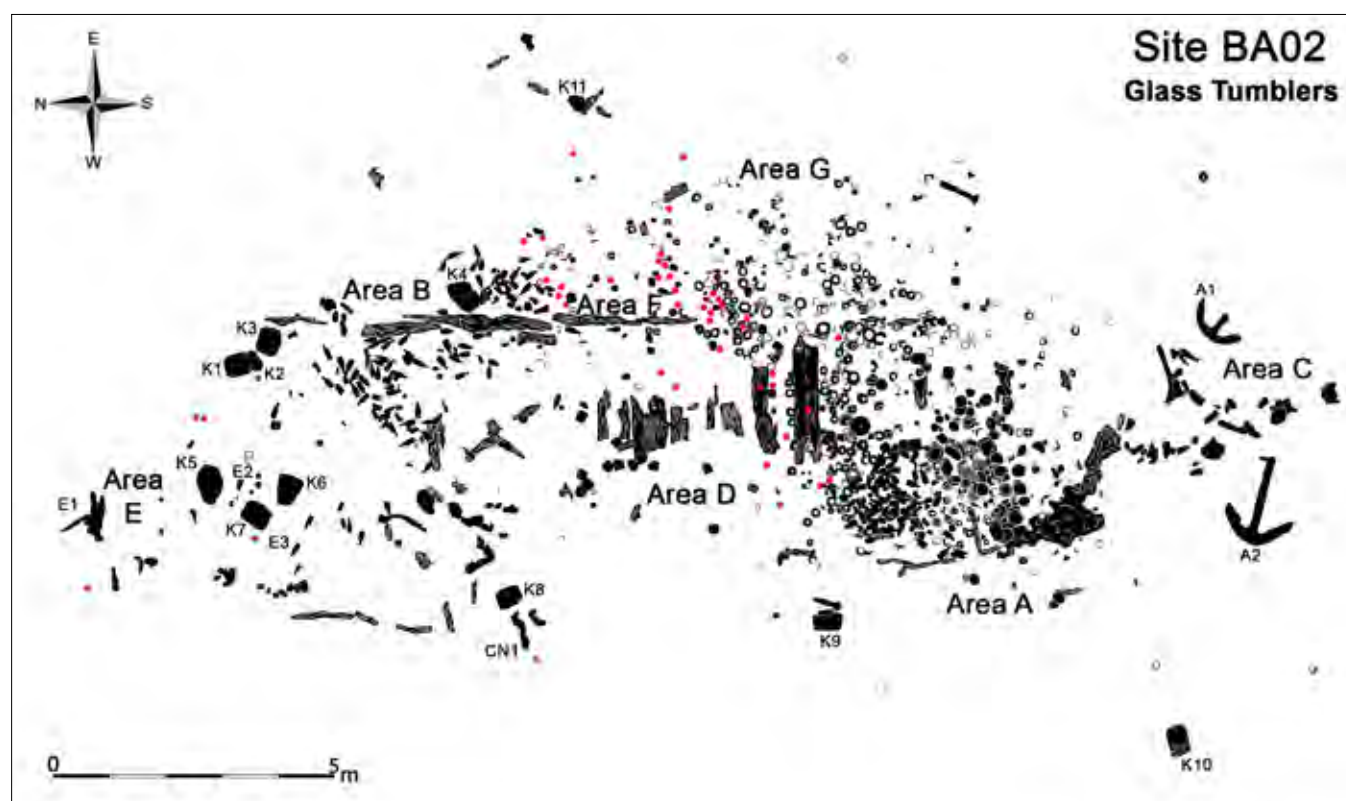 Site BA02
Glass Tumblers
E
N S
W
K11
Area G
K4
Area B
Area F
A1
K3
K1
K2
Area C
K5
E2
Area
K6
E1
E
K7
E3
Area D
A2
K8
Area A
K9
CN1
0 5m
K10